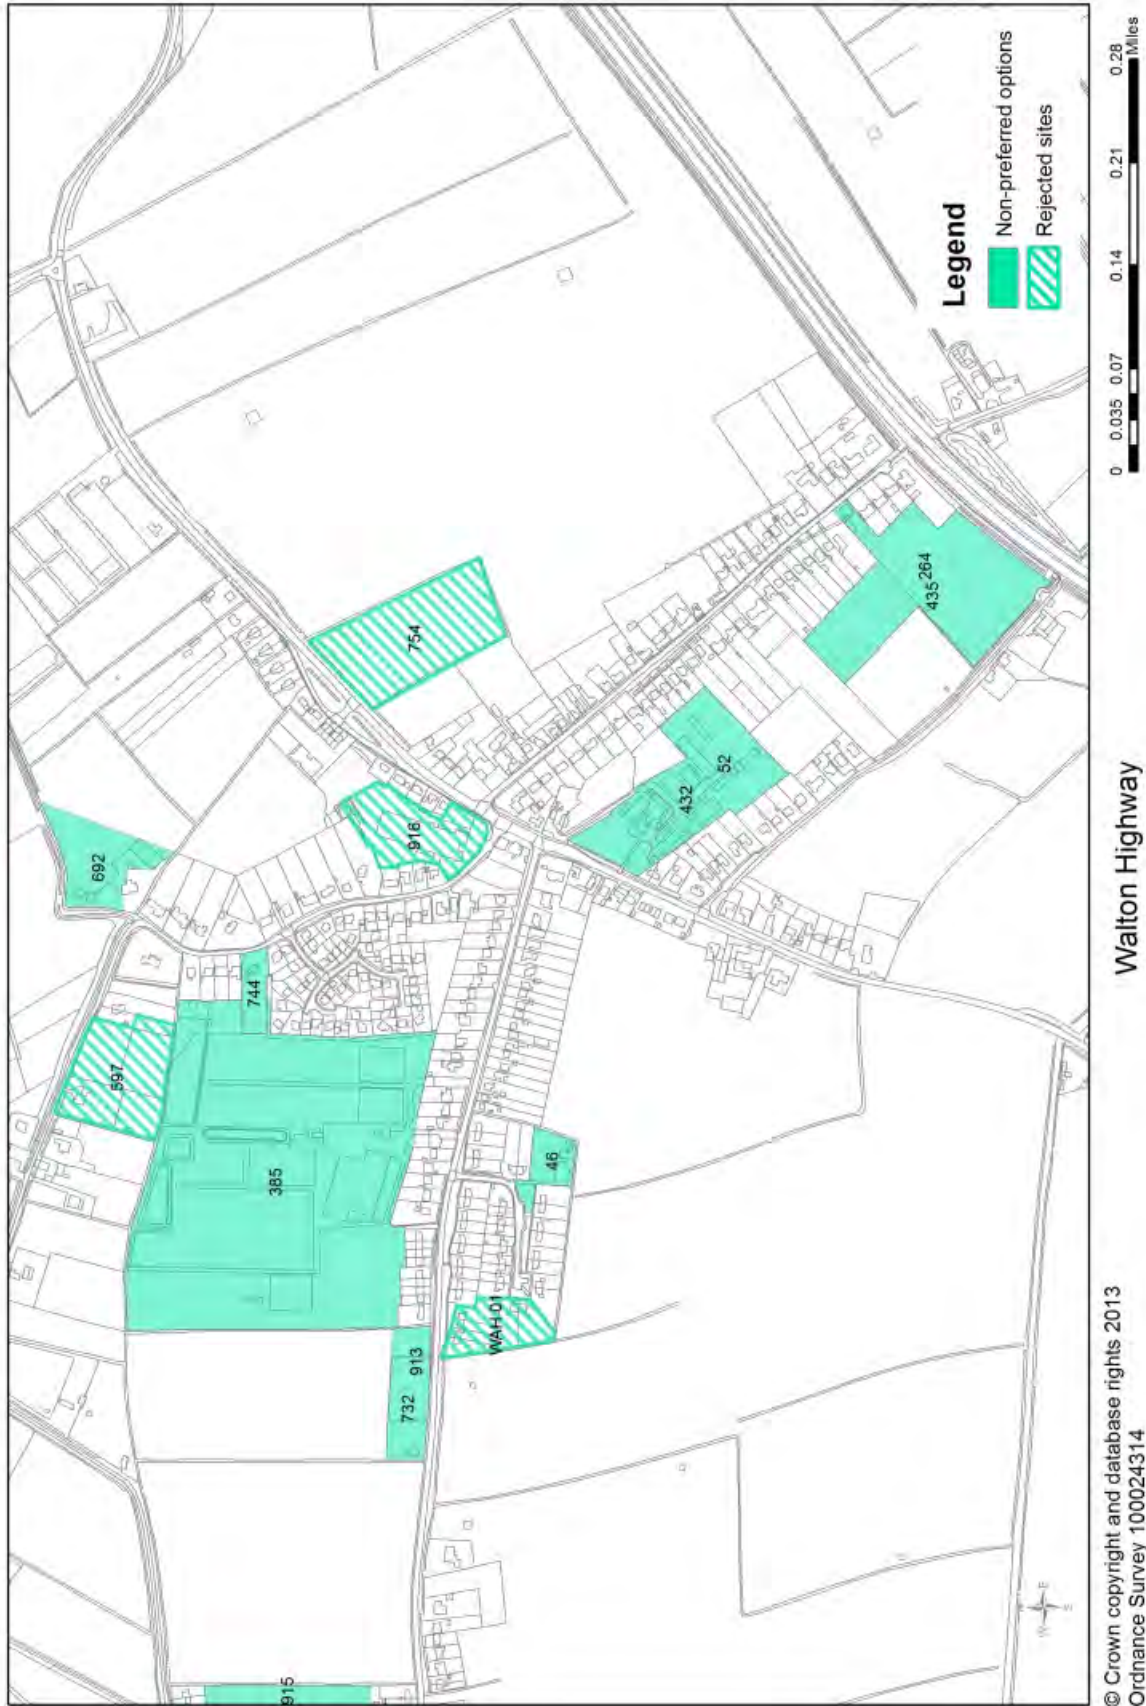 692
597
744
385
754
916
46
WAH 01
913
732
915
432
52
435 264
Legend
Non-preferred options
Rejected sites
N
E
S
W
Walton Highway
0 0.035 0.07 0.14 0.21 0.28
Miles
© Crown copyright and database rights 2013
Ordnance Survey 100024314